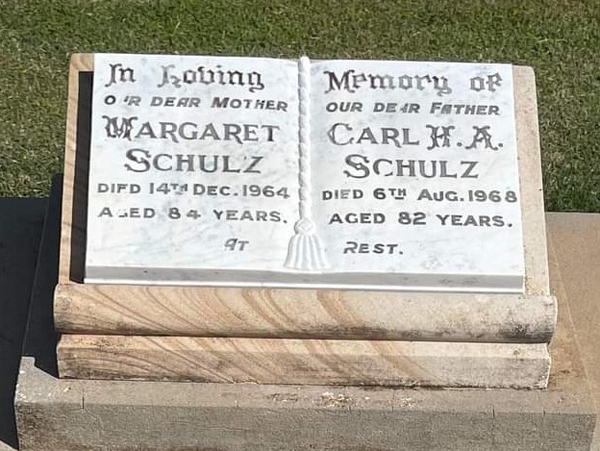 In Loving
OUR DEAR MOTHER
MARGARET
SCHULZ
DIED 14TH DEC. 1964
AGED 84 YEARS.
AT
Memory of
OUR DEAR FATHER
CARL H. A.
SCHULZ
DIED 6TH AUG. 1968
AGED 82 YEARS.
REST.